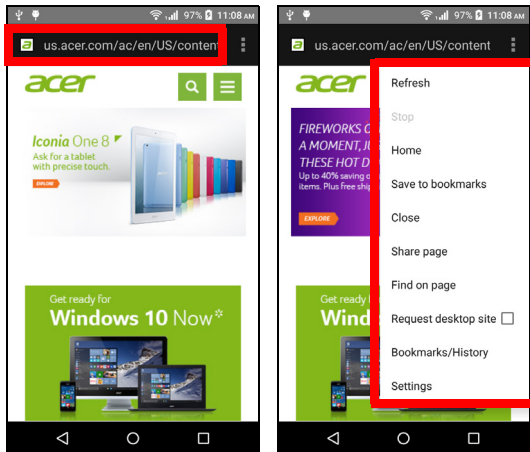 97% 11:08 AM
us.acer.com/ac/en/US/content
acer
Iconia One 8
Ask for a tablet
with precise touch.
EXPLORE
Get ready for
Windows 10 Now*
97% 11:08 AM
us.acer.com/ac/en/US/content
acer
FIREWORKS
A MOMENT,
THESE HOT D
Up to 40% saving
items. Plus free ship
EXPLORE
Get ready
Wind
Refresh
Stop
Home
Save to bookmarks
Close
Share page
Find on page
Request desktop site
Bookmarks/History
Settings